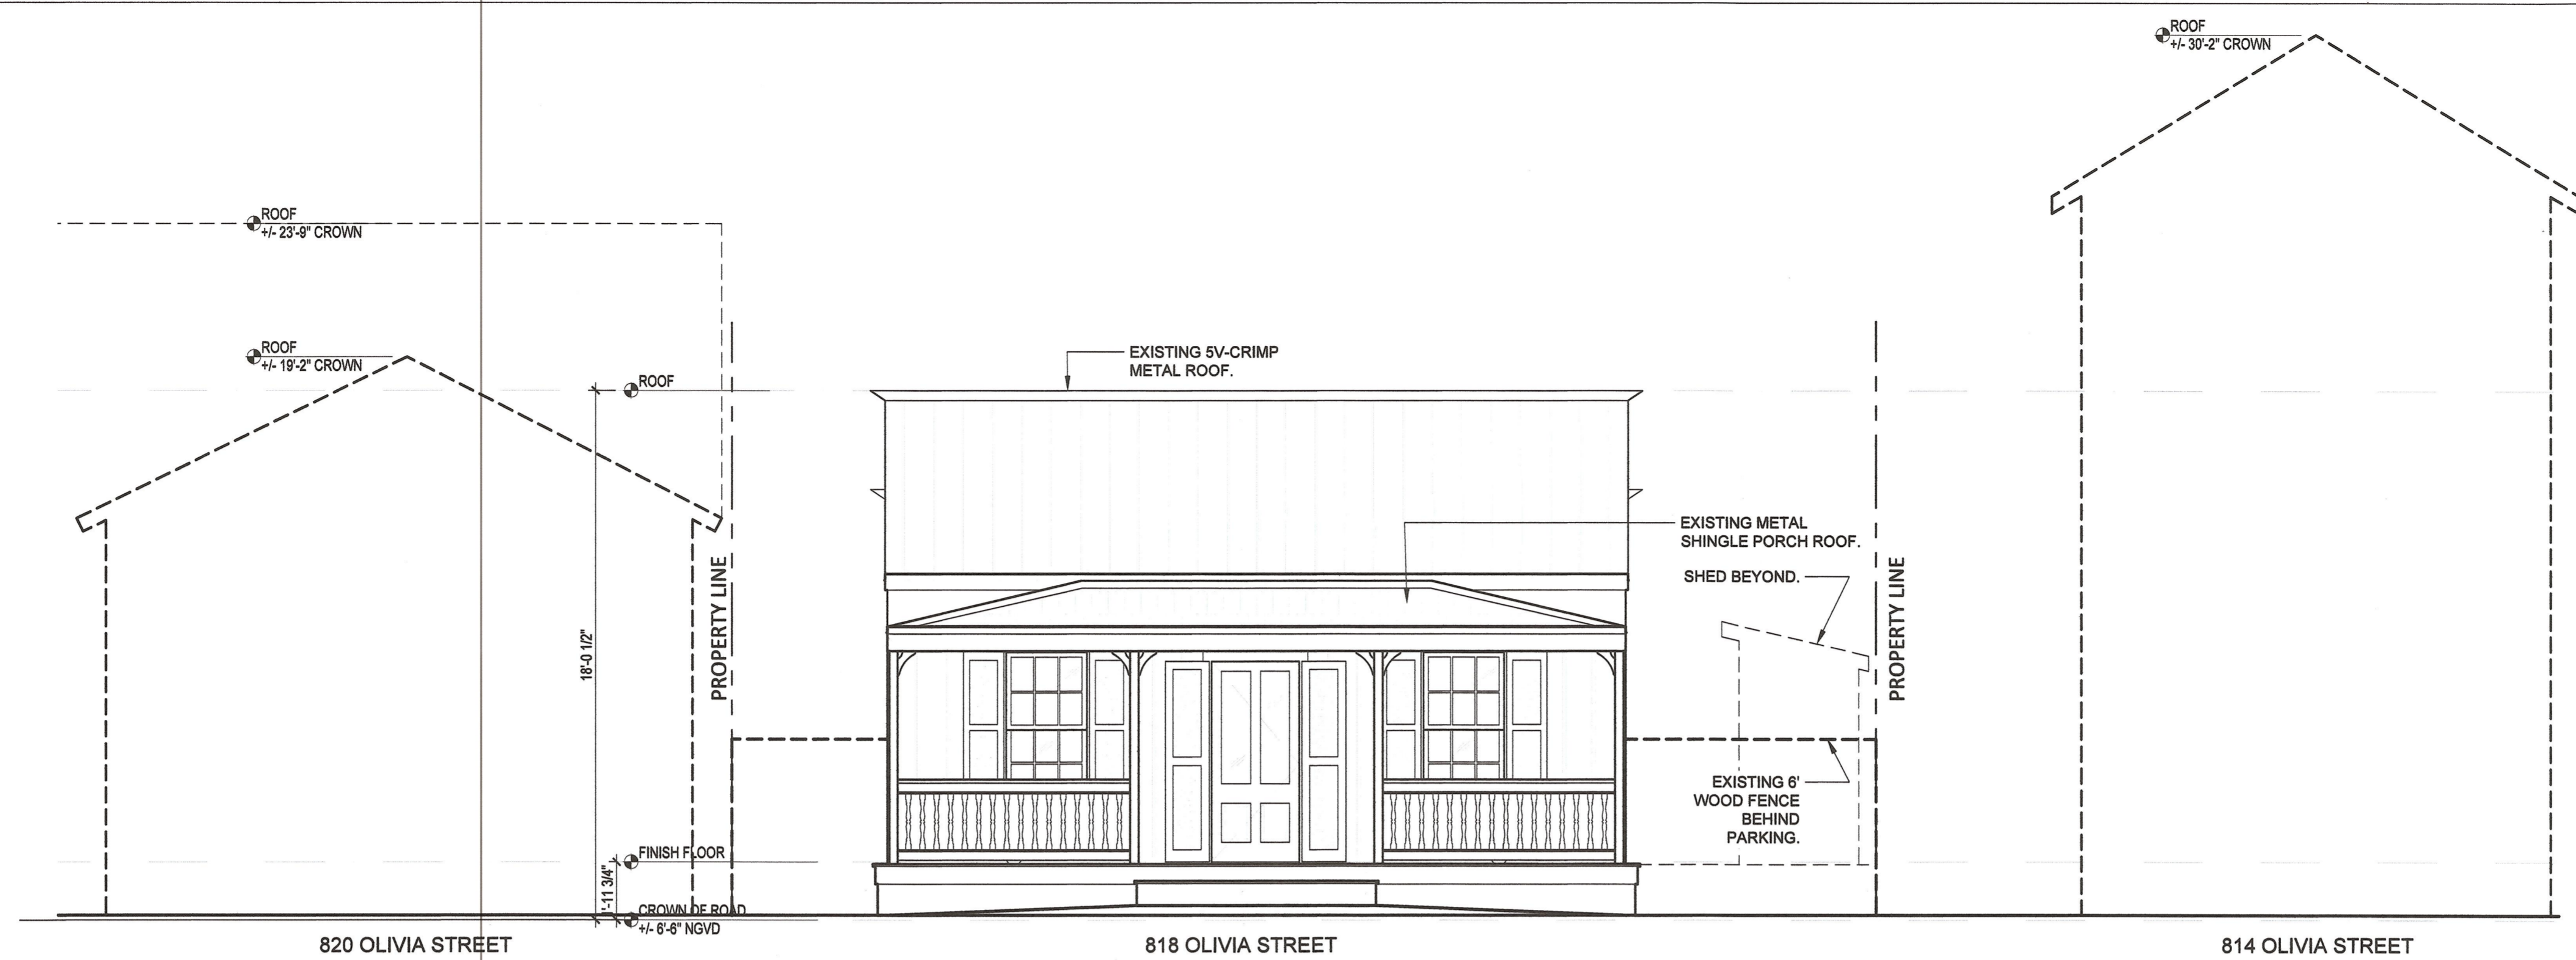 ROOF
+/- 30'-2" CROWN
ROOF
+/- 23'-9" CROWN
ROOF
+/- 19'-2" CROWN
ROOF
EXISTING 5V-CRIMP
METAL ROOF.
EXISTING METAL
SHINGLE PORCH ROOF.
SHED BEYOND.
PROPERTY LINE
PROPERTY LINE
18'-0 1/2"
EXISTING 6'
WOOD FENCE
BEHIND
PARKING.
FINISH FLOOR
1'-11 3/4"
CROWN OF ROAD
+/- 6'-6" NGVD
820 OLIVIA STREET
818 OLIVIA STREET
814 OLIVIA STREET